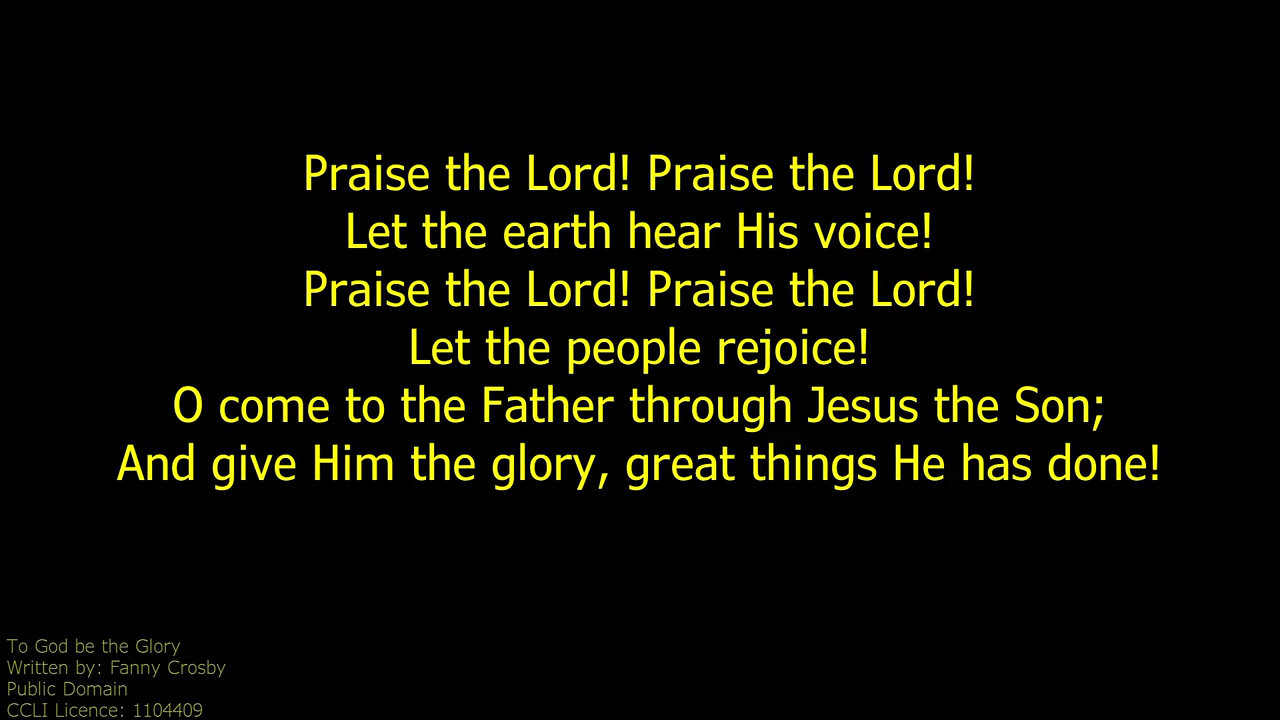 Praise the Lord! Praise the Lord!
Let the earth hear His voice!
Praise the Lord! Praise the Lord!
Let the people rejoice!
O come to the Father through Jesus the Son;
And give Him the glory, great things He has done!
To God be the Glory
Written by: Fanny Crosby
Public Domain
CCLI Licence: 1104409